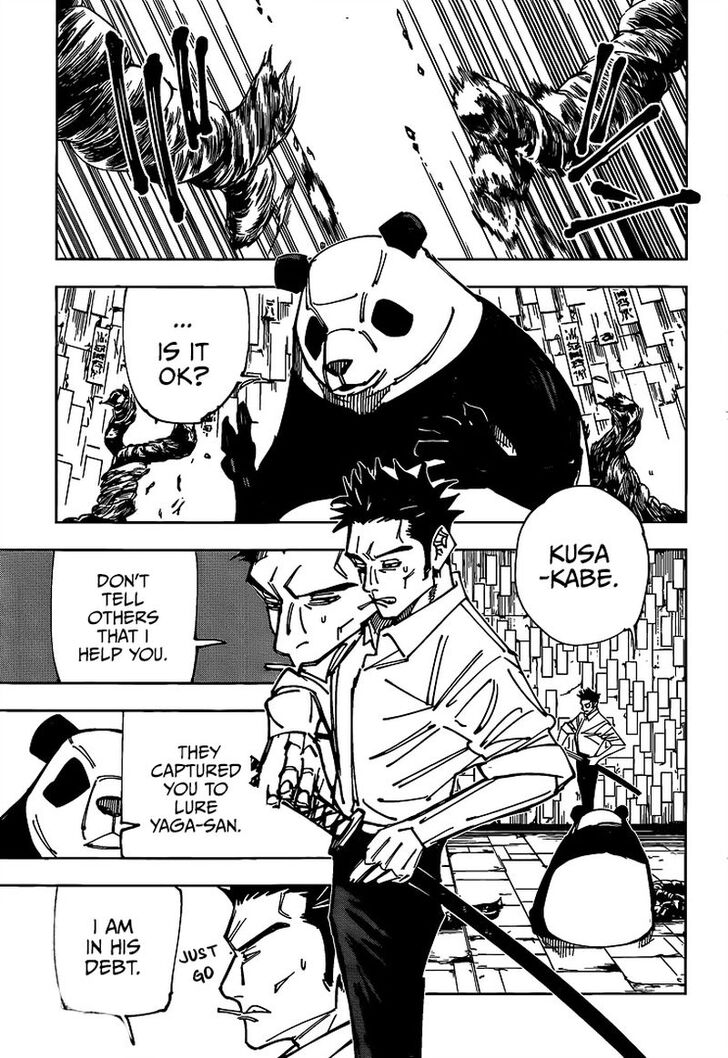 ...
IS IT
OK?
KUSA
-KABE.
DON'T
TELL
OTHERS
THAT I
HELP YOU.
THEY
CAPTURED
YOU TO
LURE
YAGA-SAN.
I AM
IN HIS
DEBT.
JUST
GO